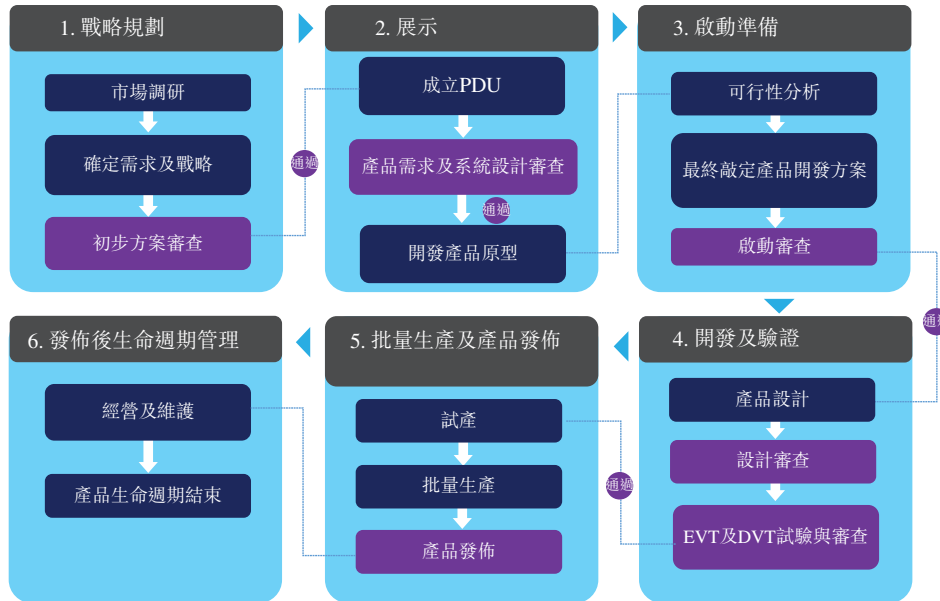 1. 戰略規劃
市場調研
確定需求及戰略
初步方案審查
通過
2. 展示
成立PDU
產品需求及系統設計審查
通過
開發產品原型
3. 啟動準備
可行性分析
最終敲定產品開發方案
啟動審查
通過
4. 開發及驗證
產品設計
設計審查
EVT及DVT試驗與審查
通過
5. 批量生產及產品發佈
試產
批量生產
產品發佈
6. 發佈後生命週期管理
經營及維護
產品生命週期結束